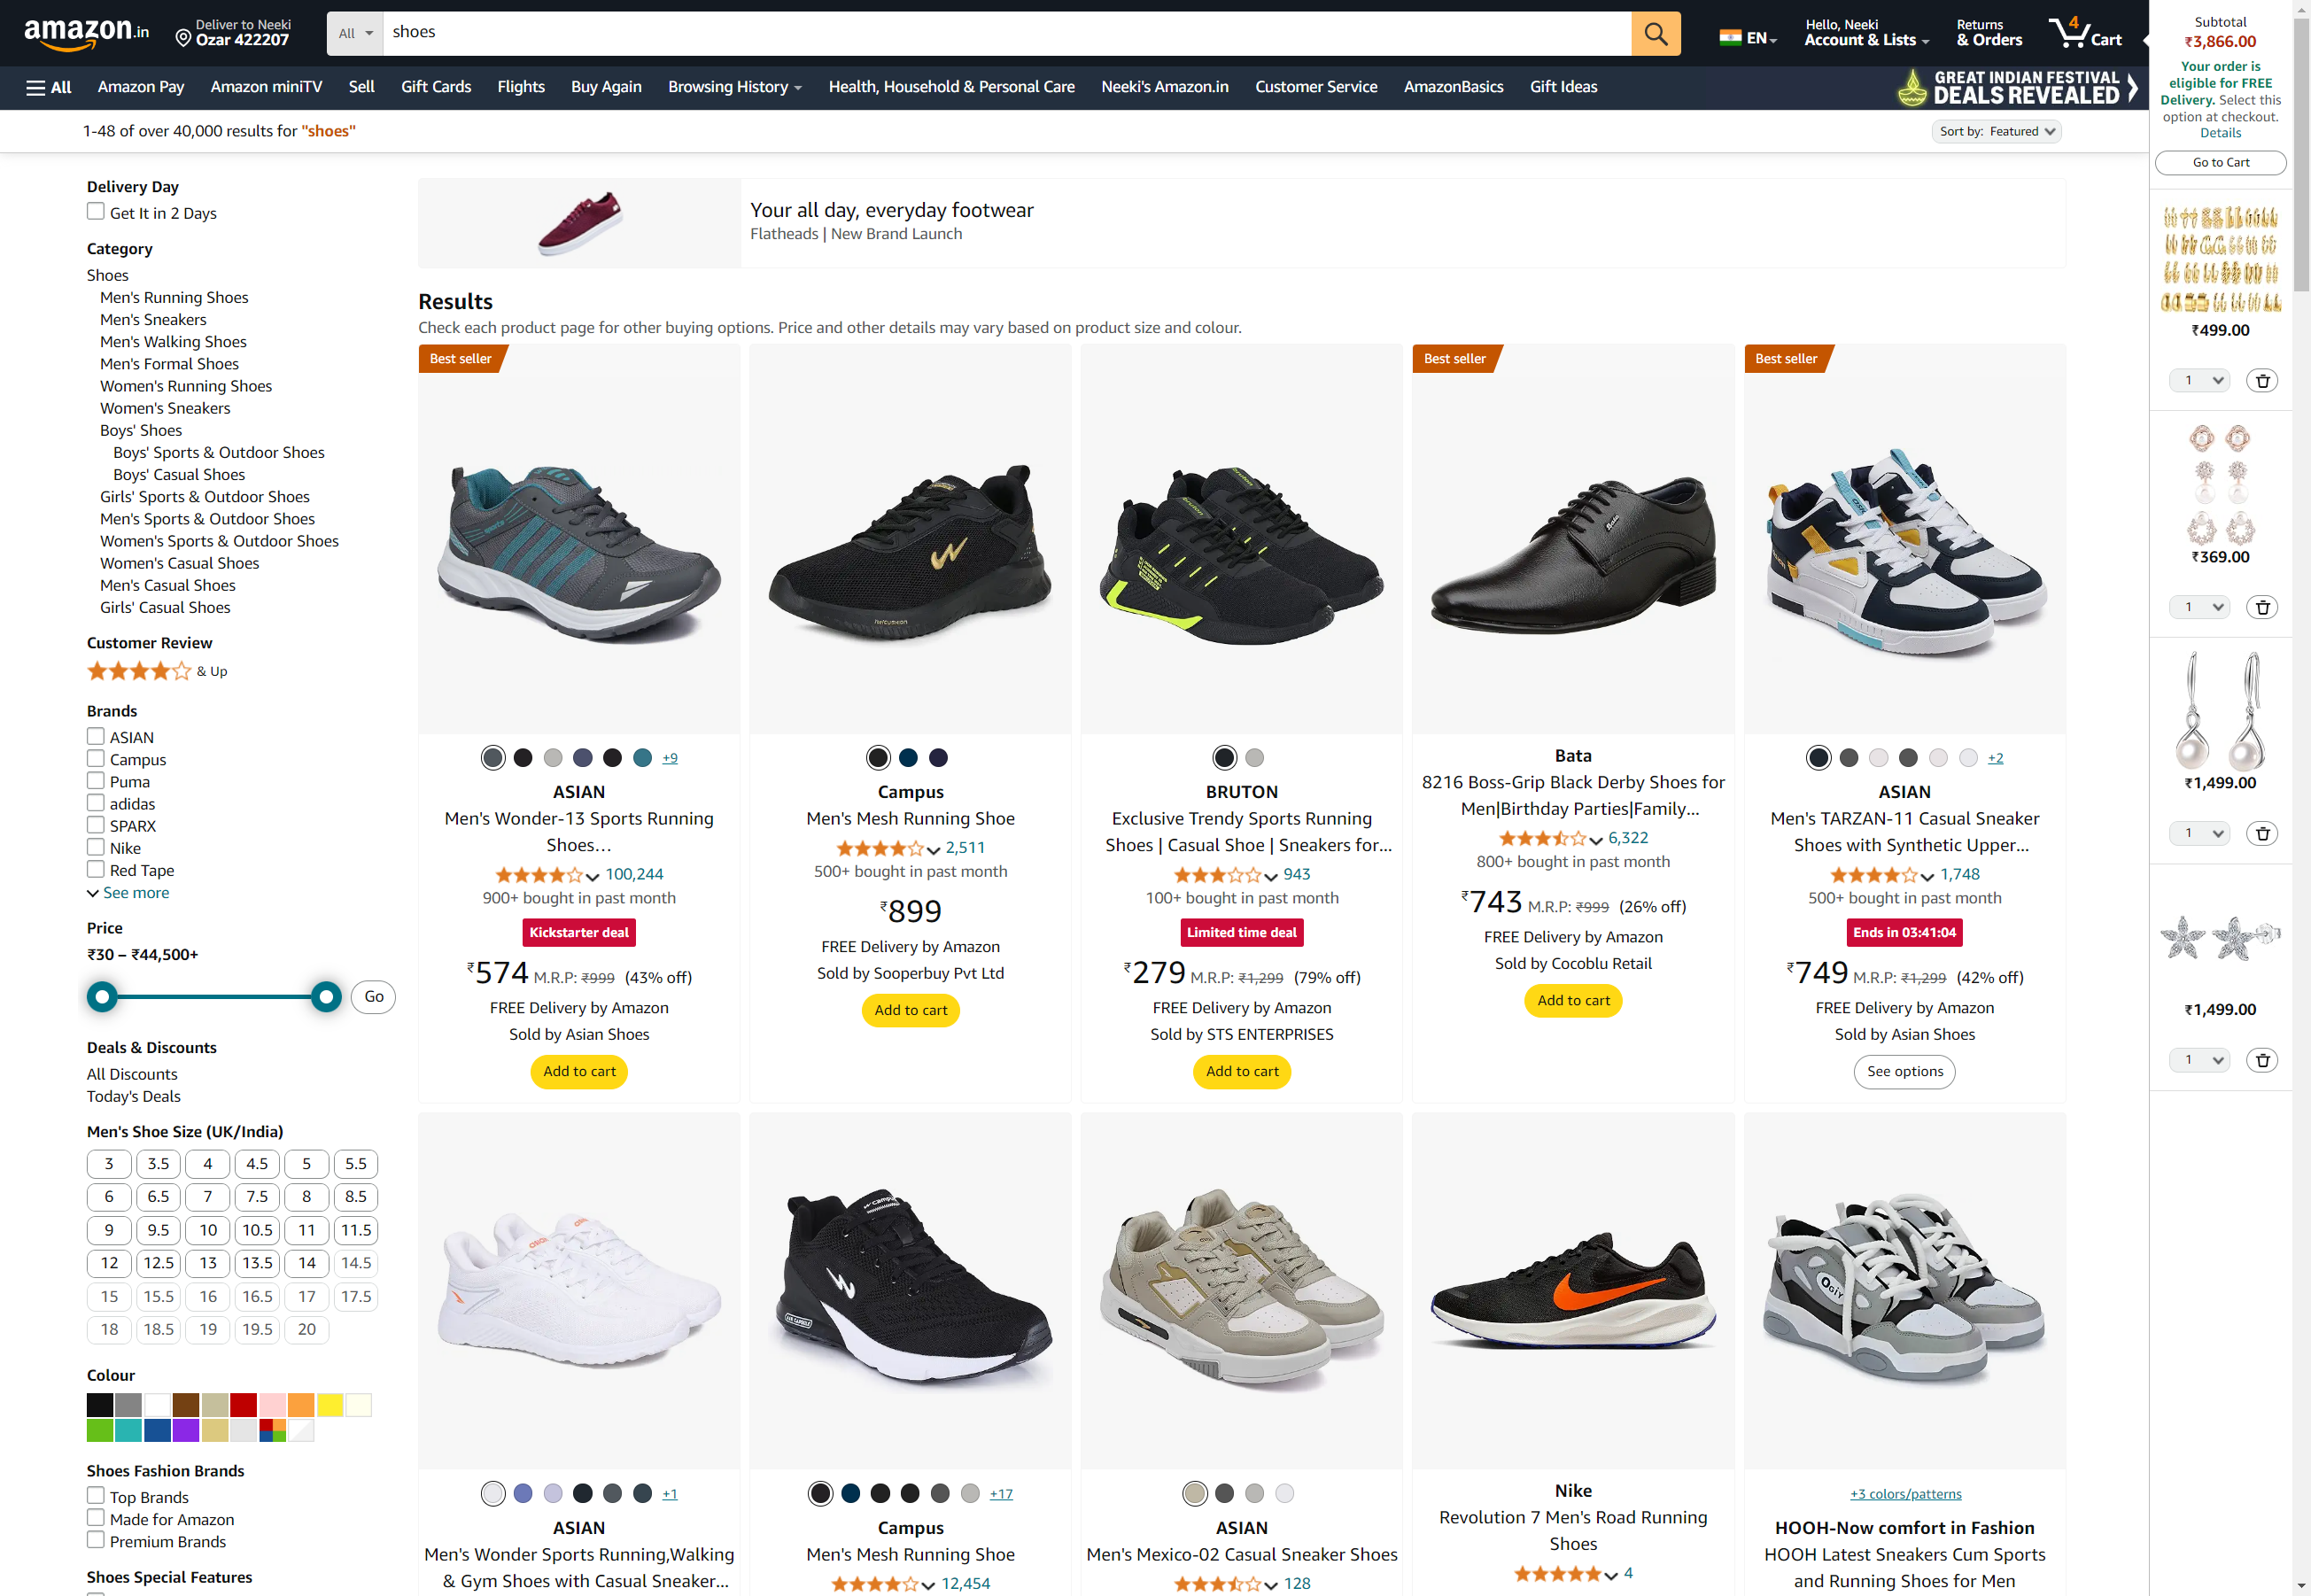 amazon.in
Deliver to Neeki
Ozar 422207
All
shoes
EN
Hello, Neeki
Account & Lists
Returns
& Orders
4
Cart
All
Amazon Pay
Amazon miniTV
Sell
Gift Cards
Flights
Buy Again
Browsing History
Health, Household & Personal Care
Neeki's Amazon.in
Customer Service
AmazonBasics
Gift Ideas
GREAT INDIAN FESTIVAL
DEALS REVEALED
1-48 of over 40,000 results for "shoes"
Sort by: Featured
Subtotal
₹3,866.00
Your order is
eligible for FREE
Delivery. Select this
option at checkout.
Details
Go to Cart
₹499.00
1
₹369.00
1
₹1,499.00
1
₹1,499.00
1
Delivery Day
Get It in 2 Days
Category
Shoes
Men's Running Shoes
Men's Sneakers
Men's Walking Shoes
Men's Formal Shoes
Women's Running Shoes
Women's Sneakers
Boys' Shoes
Boys' Sports & Outdoor Shoes
Boys' Casual Shoes
Girls' Sports & Outdoor Shoes
Men's Sports & Outdoor Shoes
Women's Sports & Outdoor Shoes
Women's Casual Shoes
Men's Casual Shoes
Girls' Casual Shoes
Customer Review
& Up
Brands
ASIAN
Campus
Puma
adidas
SPARX
Nike
Red Tape
See more
Price
₹30 – ₹44,500+
Go
Deals & Discounts
All Discounts
Today's Deals
Men's Shoe Size (UK/India)
3 3.5 4 4.5 5 5.5
6 6.5 7 7.5 8 8.5
9 9.5 10 10.5 11 11.5
12 12.5 13 13.5 14 14.5
15 15.5 16 16.5 17 17.5
18 18.5 19 19.5 20
Colour
Shoes Fashion Brands
Top Brands
Made for Amazon
Premium Brands
Shoes Special Features
Your all day, everyday footwear
Flatheads | New Brand Launch
Results
Check each product page for other buying options. Price and other details may vary based on product size and colour.
Best seller
+9
ASIAN
Men's Wonder-13 Sports Running
Shoes…
100,244
900+ bought in past month
Kickstarter deal
₹574 M.R.P: ₹999 (43% off)
FREE Delivery by Amazon
Sold by Asian Shoes
Add to cart
Campus
Men's Mesh Running Shoe
2,511
500+ bought in past month
₹899
FREE Delivery by Amazon
Sold by Sooperbuy Pvt Ltd
Add to cart
BRUTON
Exclusive Trendy Sports Running
Shoes | Casual Shoe | Sneakers for...
943
100+ bought in past month
Limited time deal
₹279 M.R.P: ₹1,299 (79% off)
FREE Delivery by Amazon
Sold by STS ENTERPRISES
Add to cart
Best seller
Bata
Bata
8216 Boss-Grip Black Derby Shoes for
Men|Birthday Parties|Family...
6,322
800+ bought in past month
₹743 M.R.P: ₹999 (26% off)
FREE Delivery by Amazon
Sold by Cocoblu Retail
Add to cart
Best seller
+2
ASIAN
Men's TARZAN-11 Casual Sneaker
Shoes with Synthetic Upper...
1,748
500+ bought in past month
Ends in 03:41:04
₹749 M.R.P: ₹1,299 (42% off)
FREE Delivery by Amazon
Sold by Asian Shoes
See options
+1
ASIAN
Men's Wonder Sports Running,Walking
& Gym Shoes with Casual Sneaker...
campus
AIR CAPSULE
+17
Campus
Men's Mesh Running Shoe
12,454
ASIAN
Men's Mexico-02 Casual Sneaker Shoes
128
Nike
Revolution 7 Men's Road Running
Shoes
4
OGIY
+3 colors/patterns
HOOH-Now comfort in Fashion
HOOH Latest Sneakers Cum Sports
and Running Shoes for Men